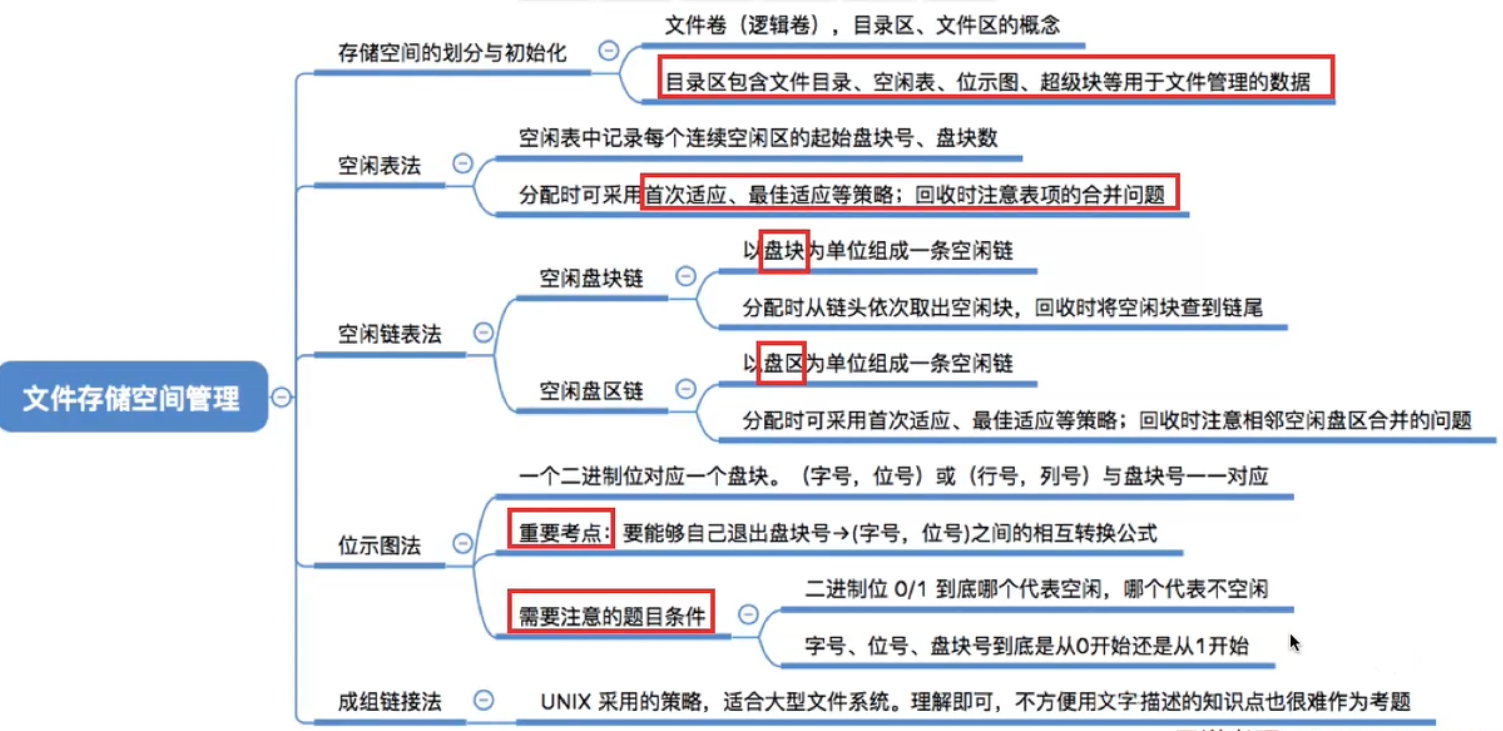 文件卷（逻辑卷），目录区、文件区的概念
存储空间的划分与初始化
目录区包含文件目录、空闲表、位示图、超级块等用于文件管理的数据
空闲表中记录每个连续空闲区的起始盘块号、盘块数
空闲表法
分配时可采用首次适应、最佳适应等策略；回收时注意表项的合并问题
以盘块为单位组成一条空闲链
空闲盘块链
分配时从链头依次取出空闲块，回收时将空闲块查到链尾
空闲链表法
以盘区为单位组成一条空闲链
空闲盘区链
分配时可采用首次适应、最佳适应等策略；回收时注意相邻空闲盘区合并的问题
文件存储空间管理
一个二进制位对应一个盘块。（字号，位号）或（行号，列号）与盘块号一一对应
位示图法
重要考点：要能够自己退出盘块号→(字号，位号)之间的相互转换公式
需要注意的题目条件
二进制位 0/1 到底哪个代表空闲，哪个代表不空闲
字号、位号、盘块号到底是从0开始还是从1开始
成组链接法
UNIX 采用的策略，适合大型文件系统。理解即可，不方便用文字描述的知识点也很难作为考题